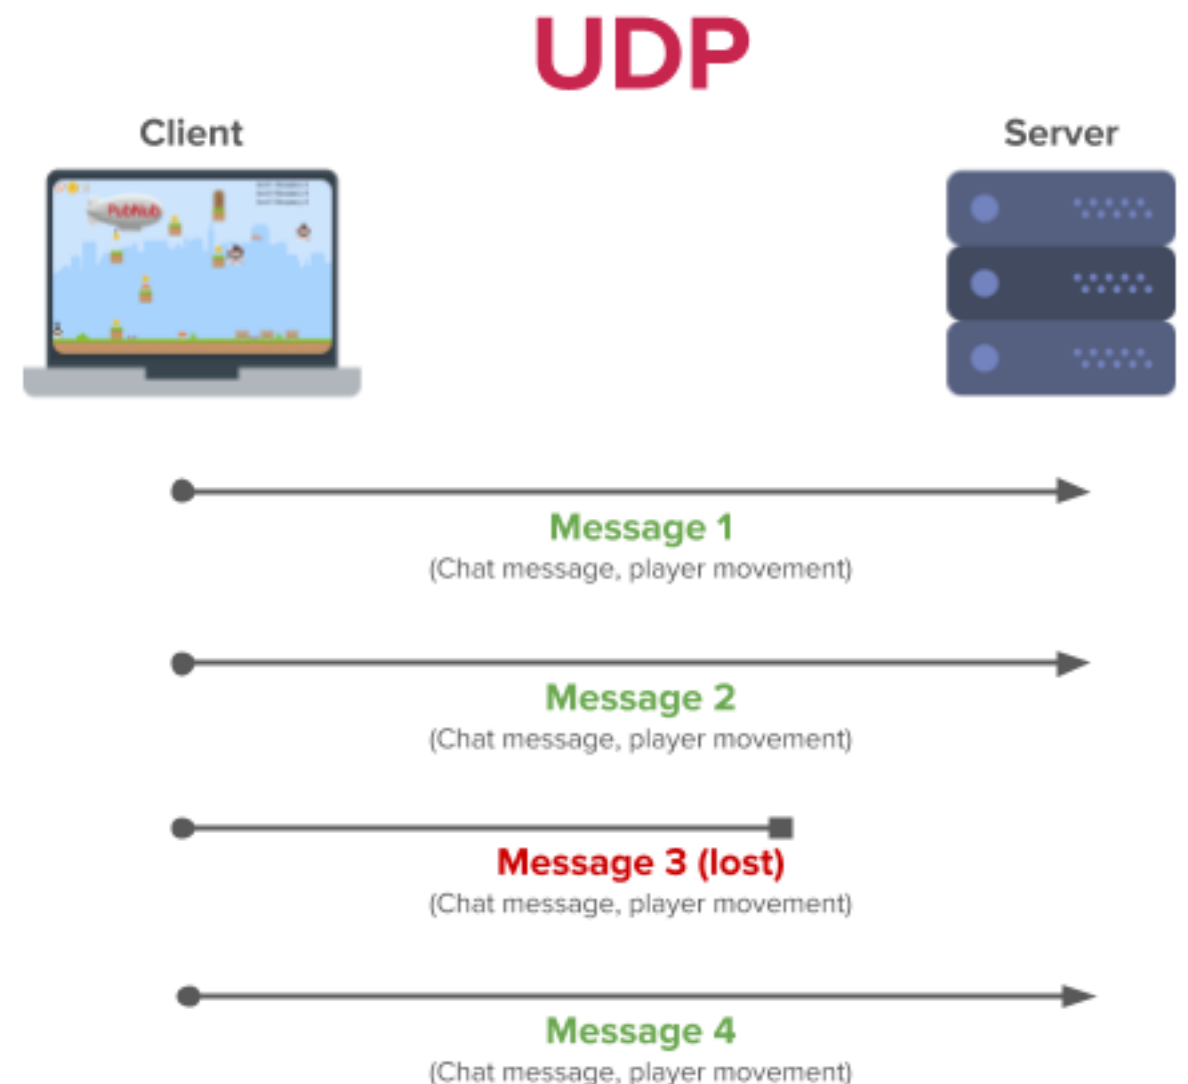 UDP
Client
Server
PubNub
Message 1
(Chat message, player movement)
Message 2
(Chat message, player movement)
Message 3 (lost)
(Chat message, player movement)
Message 4
(Chat message, player movement)